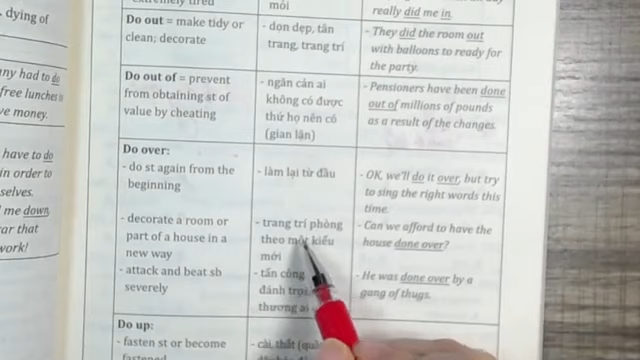 mỏi
really did me in.
, dying of
Do out = make tidy or
clean; decorate
- dọn dẹp, tân
trang, trang trí
- They did the room out
with balloons to ready for
the party.
any had to do
free lunches
ve money.
Do out of = prevent
from obtaining st of
value by cheating
- ngăn cản ai
không có được
thứ họ nên có
(gian lận)
- Pensioners have been done
out of millions of pounds
as a result of the changes.
have to do
in order to
selves.
l me down,
ar that
work!
Do over:
- do st again from the
beginning
- làm lại từ đầu
- OK, we'll do it over, but try
to sing the right words this
time.
- decorate a room or
part of a house in a
new way
- trang trí phòng
theo một kiểu
mới
- Can we afford to have the
house done over?
- attack and beat sb
severely
- tấn công
đánh trọ
thương ai
- He was done over by a
gang of thugs.
Do up:
- fasten st or become
fastened
- cài, thắt